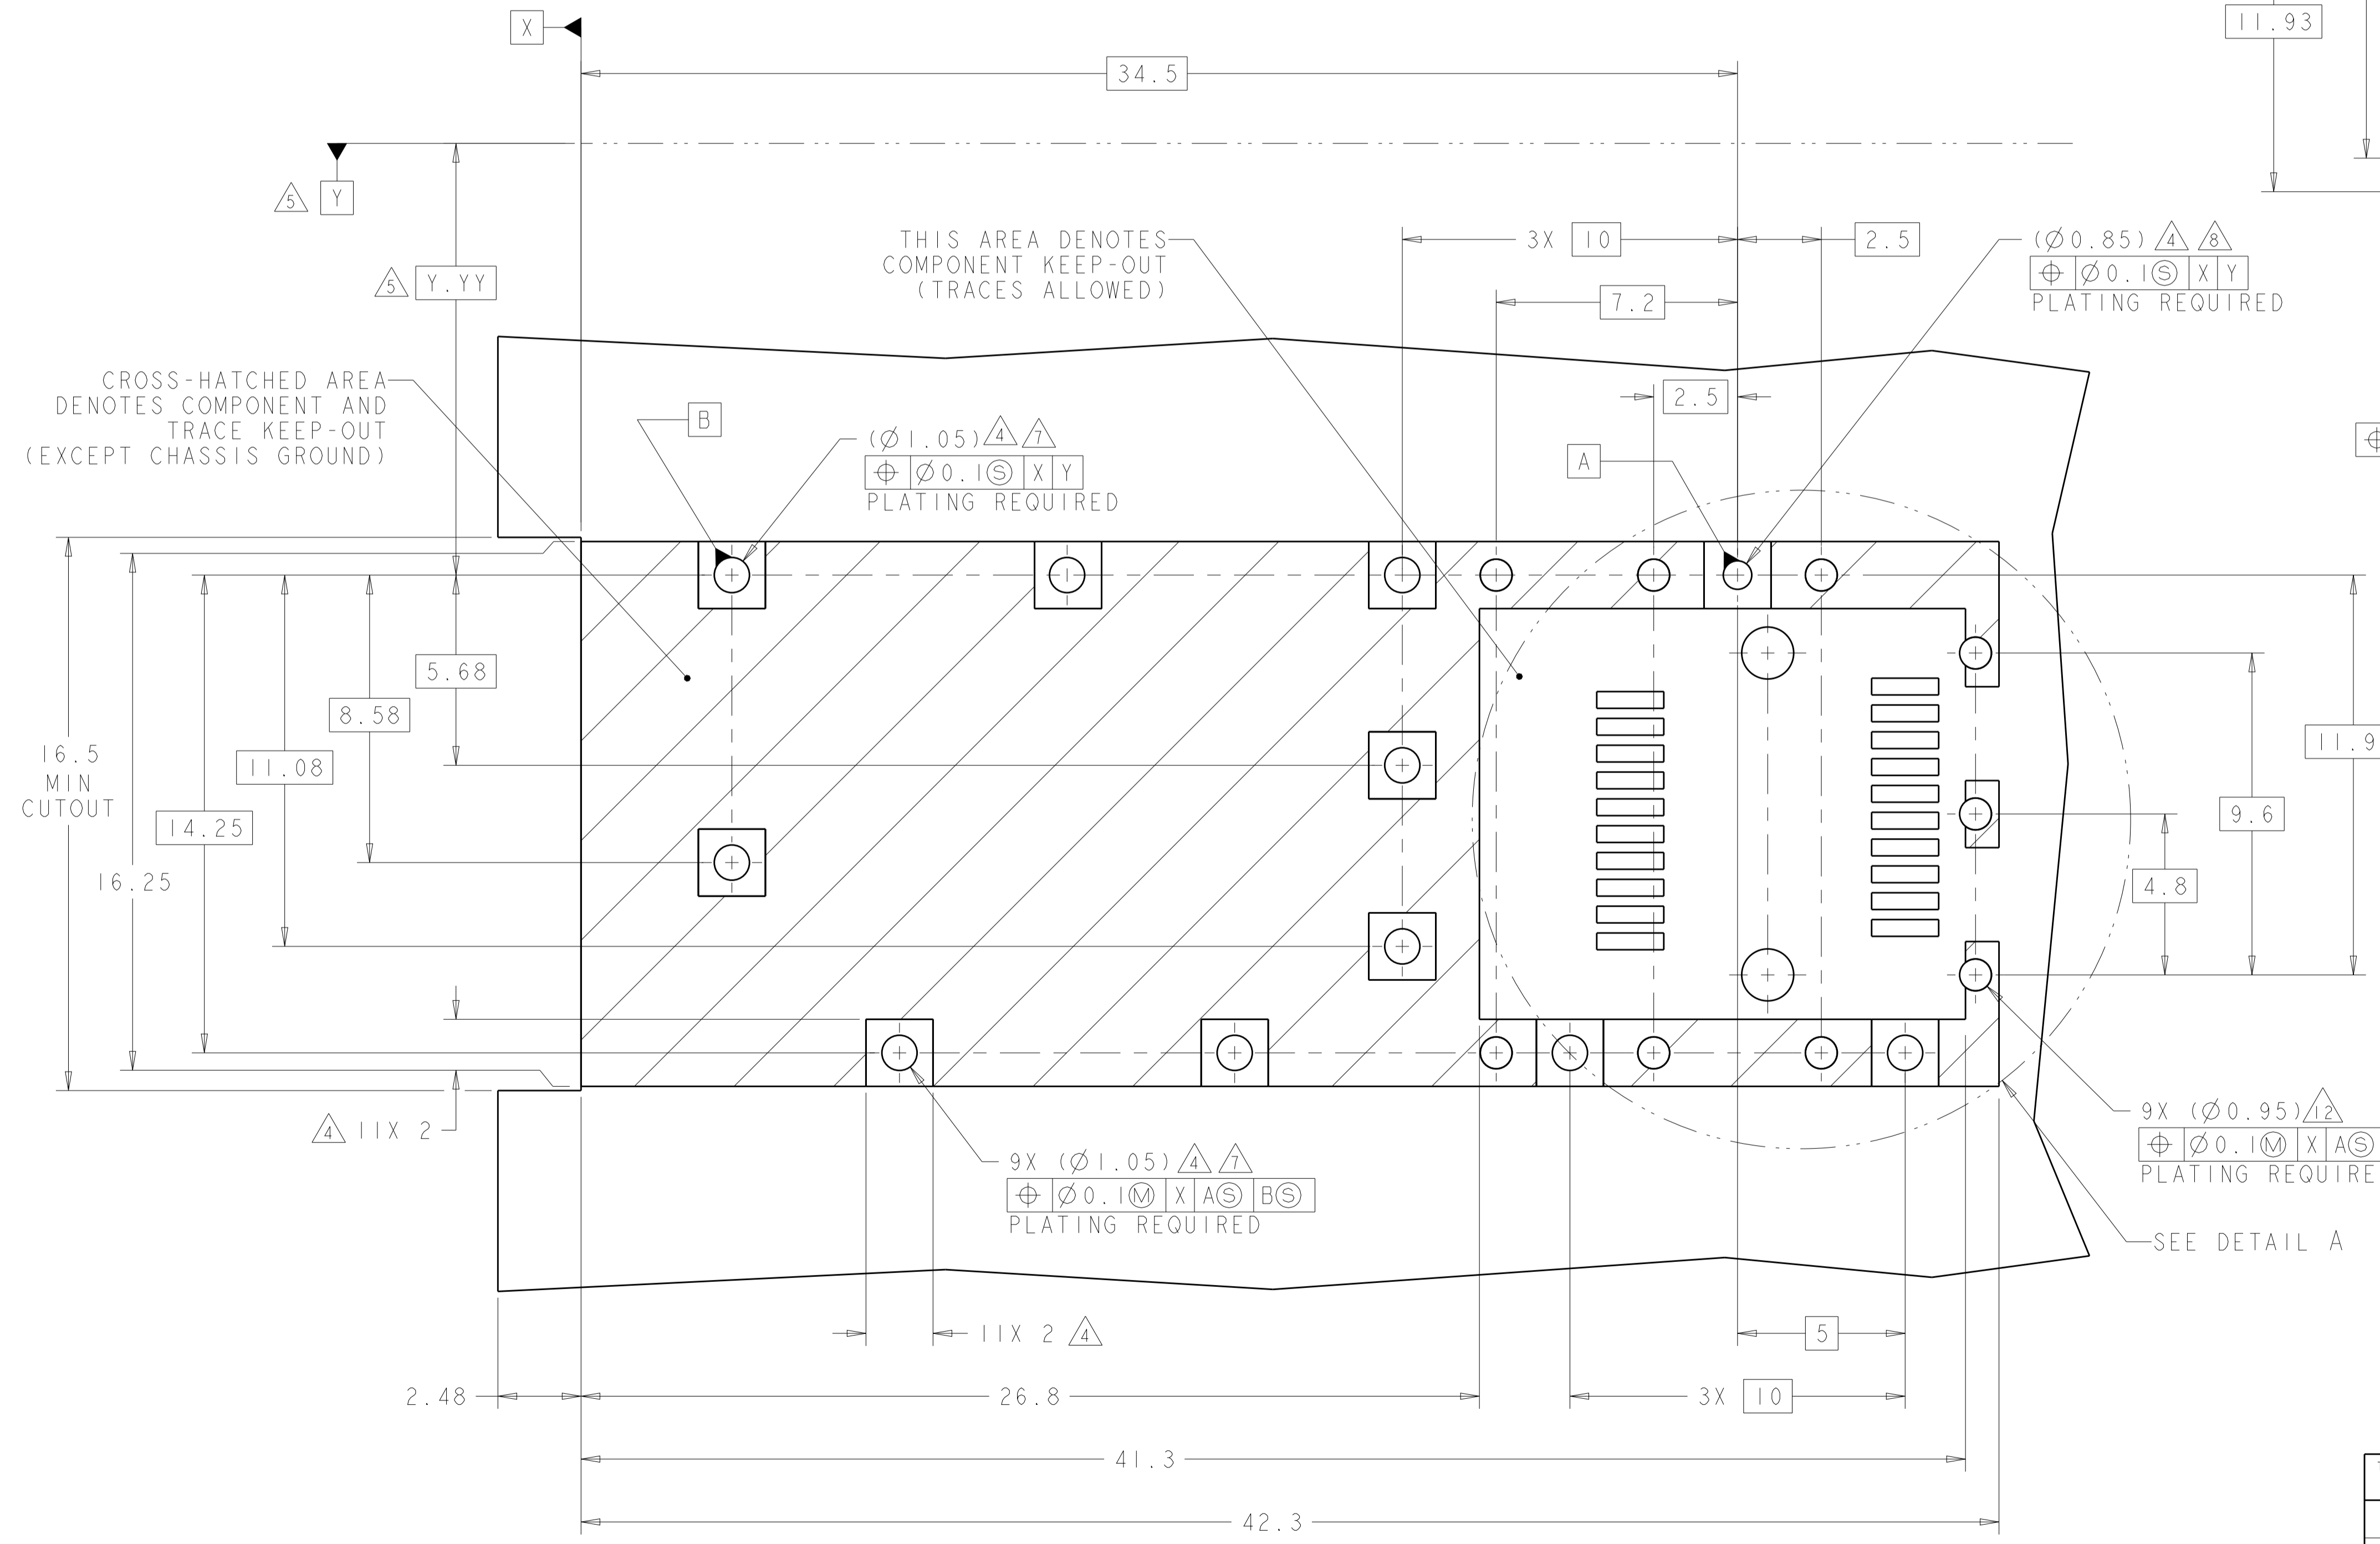 X
34.5
11.93
5
Y
5
Y.YY
THIS AREA DENOTES
COMPONENT KEEP-OUT
(TRACES ALLOWED)
3X 10
2.5
7.2
2.5
(Ø0.85) 4 8
⌖ Ø0.1Ⓢ X Y
PLATING REQUIRED
CROSS-HATCHED AREA
DENOTES COMPONENT AND
TRACE KEEP-OUT
(EXCEPT CHASSIS GROUND)
B
(Ø1.05) 4 7
⌖ Ø0.1Ⓢ X Y
PLATING REQUIRED
A
5.68
8.58
11.08
14.25
16.25
16.5
MIN
CUTOUT
11.9
9.6
4.8
4 11X 2
9X (Ø1.05) 4 7
⌖ Ø0.1Ⓜ X AⓈ BⓈ
PLATING REQUIRED
9X (Ø0.95) 12
⌖ Ø0.1Ⓜ X AⓈ
PLATING REQUIRE
SEE DETAIL A
11X 2 4
5
2.48
26.8
3X 10
41.3
42.3